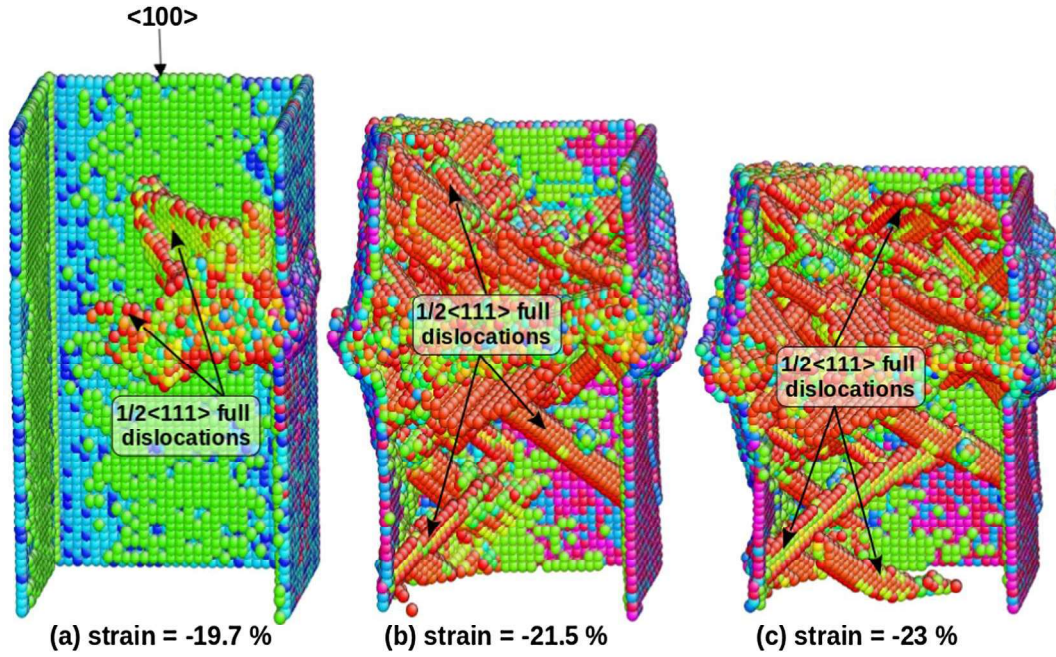 <100>
1/2<111> full
dislocations
1/2<111> full
dislocations
1/2<111> full
dislocations
(a) strain = -19.7 %
(b) strain = -21.5 %
(c) strain = -23 %